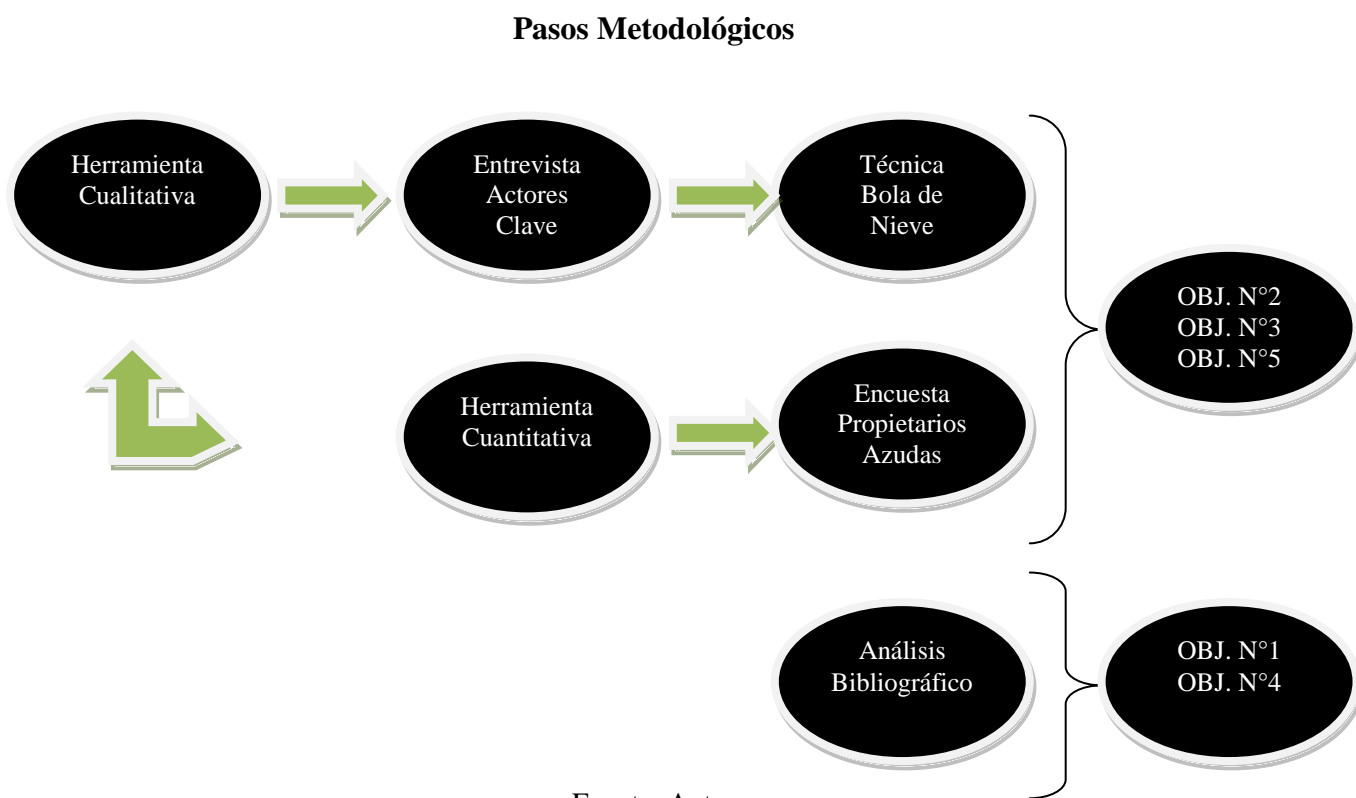 Pasos Metodológicos
Herramienta
Cualitativa
Entrevista
Actores
Clave
Técnica
Bola de
Nieve
OBJ. N°2
OBJ. N°3
OBJ. N°5
Herramienta
Cuantitativa
Encuesta
Propietarios
Azudas
Análisis
Bibliográfico
OBJ. N°1
OBJ. N°4